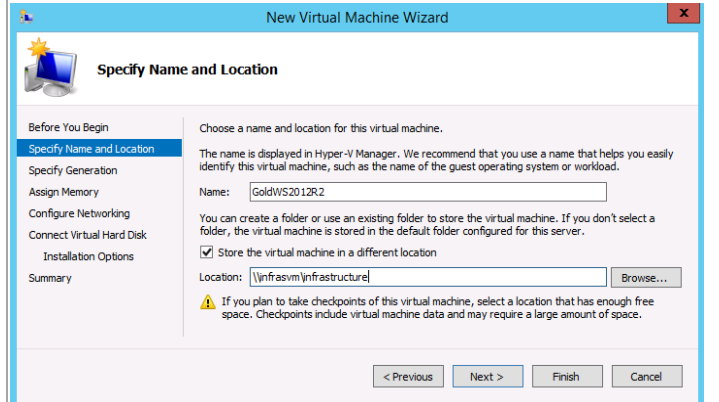 New Virtual Machine Wizard
x
Specify Name and Location
Before You Begin
Specify Name and Location
Specify Generation
Assign Memory
Configure Networking
Connect Virtual Hard Disk
Installation Options
Summary
Choose a name and location for this virtual machine.
The name is displayed in Hyper-V Manager. We recommend that you use a name that helps you easily
identify this virtual machine, such as the name of the guest operating system or workload.
Name: GoldWS2012R2
You can create a folder or use an existing folder to store the virtual machine. If you don't select a
folder, the virtual machine is stored in the default folder configured for this server.
Store the virtual machine in a different location
Location: \\infrasvm\infrastructure Browse...
If you plan to take checkpoints of this virtual machine, select a location that has enough free
space. Checkpoints include virtual machine data and may require a large amount of space.
< Previous Next > Finish Cancel